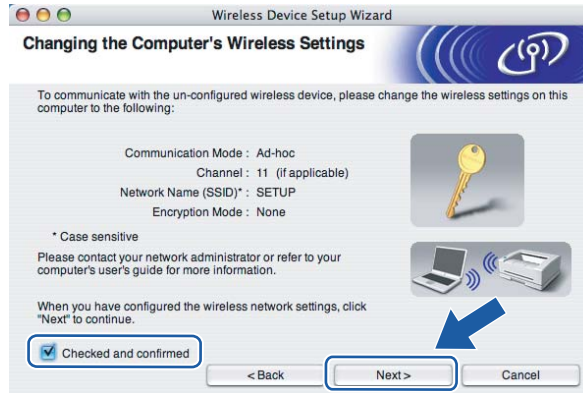 Wireless Device Setup Wizard
Changing the Computer's Wireless Settings
To communicate with the un-configured wireless device, please change the wireless settings on this
computer to the following:
Communication Mode : Ad-hoc
Channel : 11 (if applicable)
Network Name (SSID)* : SETUP
Encryption Mode : None
* Case sensitive
Please contact your network administrator or refer to your
computer's user's guide for more information.
When you have configured the wireless network settings, click
"Next" to continue.
Checked and confirmed
< Back Next > Cancel